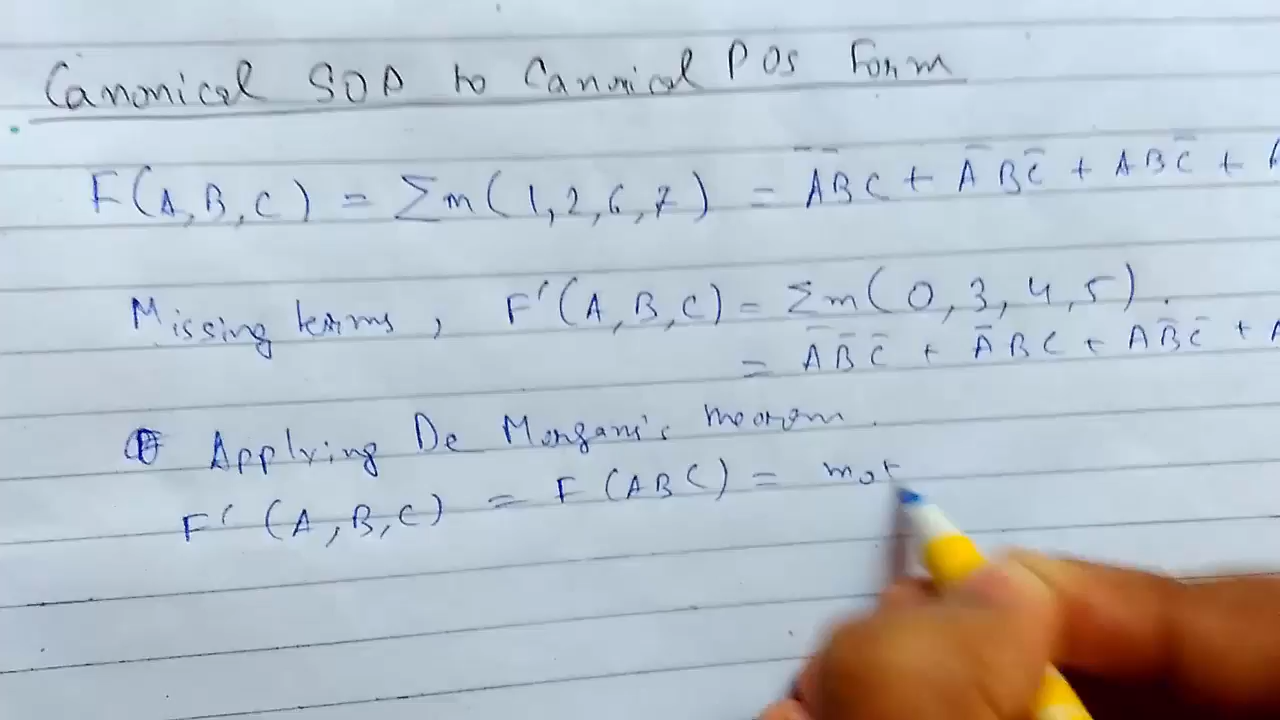 Canonical SOP to Canonical POS Form
F(A,B,C) = Σm(1,2,6,7) = A̅B̅C + A̅BC̅ + ABC̅ + A
Missing terms, F'(A,B,C) = Σm(0,3,4,5).
= A̅B̅C̅ + A̅BC + AB̅C̅ + A
Applying De Morgan's theorem.
F'(A,B,C) = F(ABC) = m0+